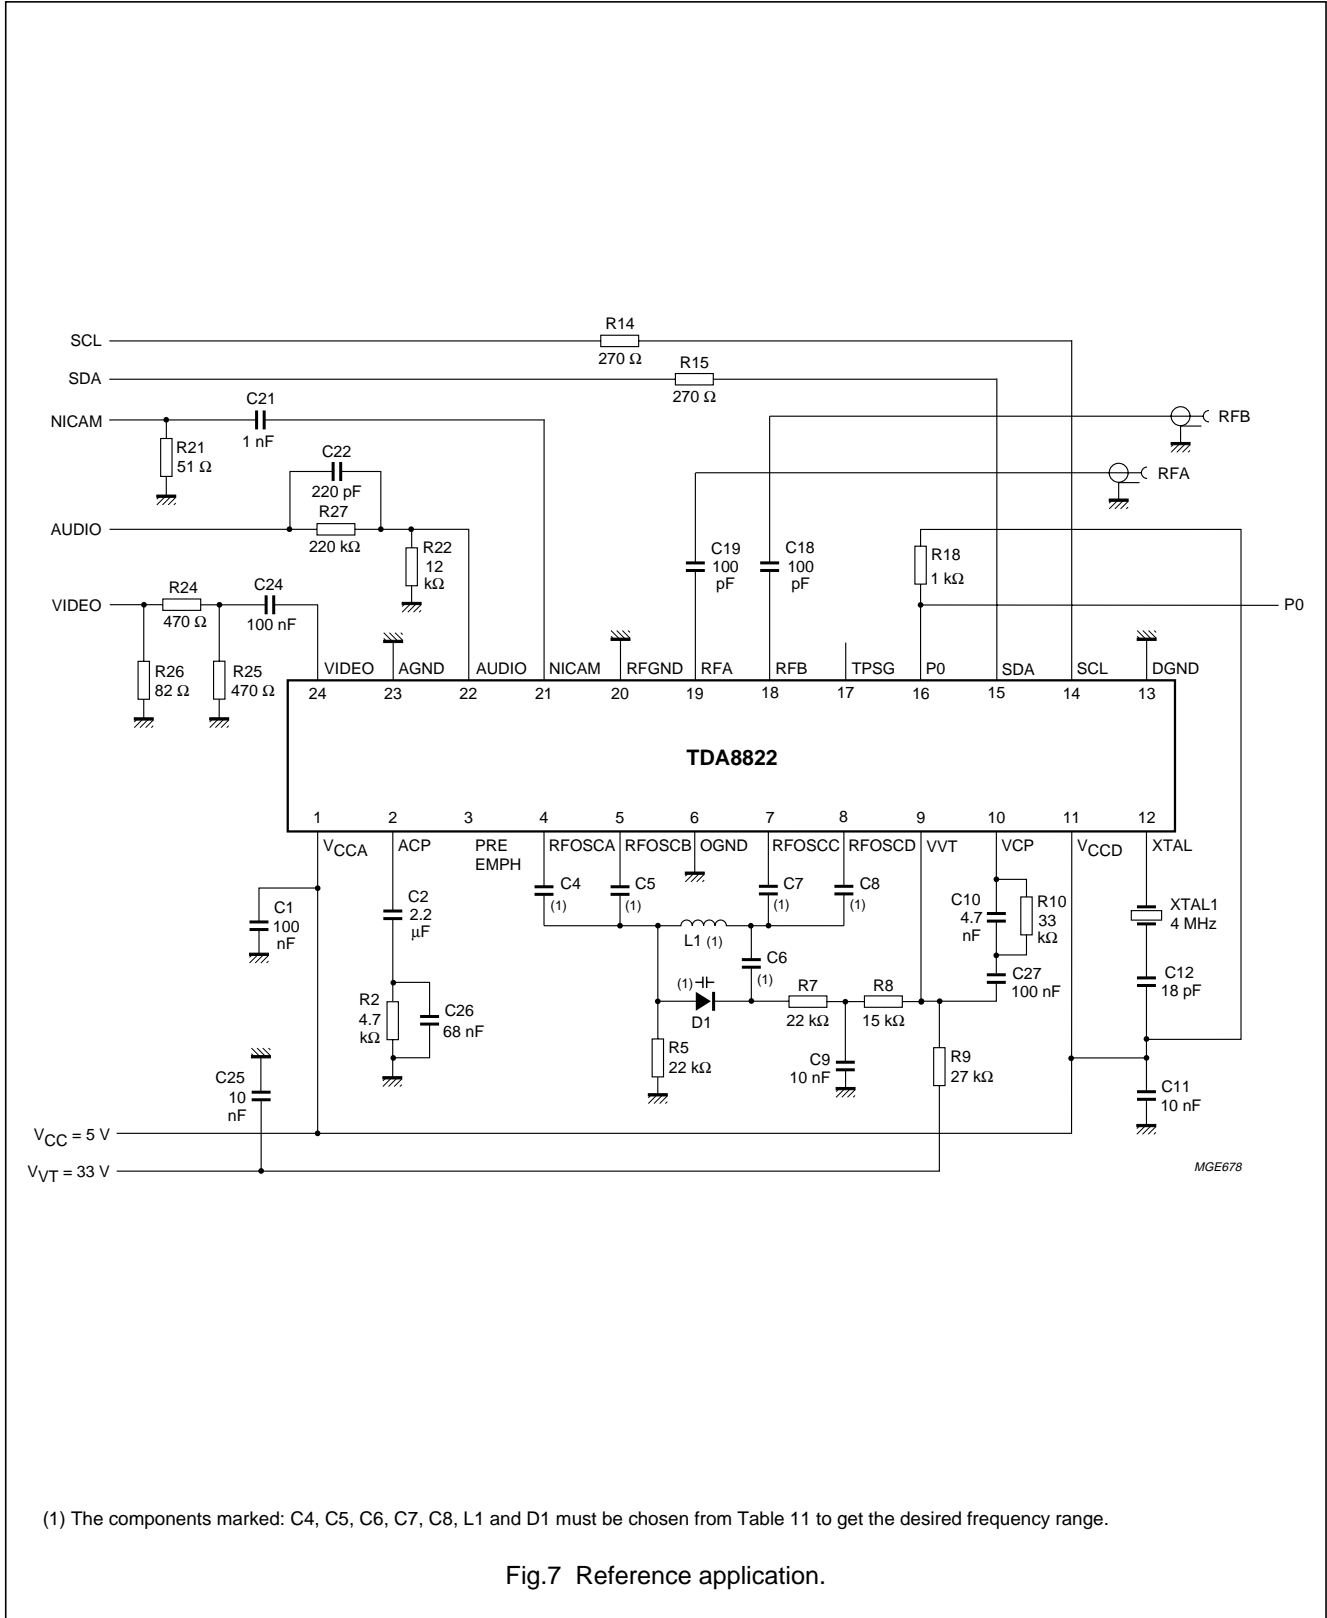 SCL
R14
270 Ω
SDA
R15
270 Ω
NICAM
C21
1 nF
R21
51 Ω
RFB
RFA
C22
220 pF
AUDIO
R27
220 kΩ
R22
12
kΩ
C19
100
pF
C18
100
pF
R18
1 kΩ
VIDEO
R24
470 Ω
C24
100 nF
P0
R26
82 Ω
R25
470 Ω
VIDEO AGND AUDIO NICAM RFGND RFA RFB TPSG P0 SDA SCL DGND
24 23 22 21 20 19 18 17 16 15 14 13
TDA8822
1 2 3 4 5 6 7 8 9 10 11 12
VCCA ACP PRE EMPH RFOSCA RFOSCB OGND RFOSCC RFOSCD VVT VCP VCCD XTAL
C1
100
nF
C2
2.2
μF
C4
(1)
C5
(1)
C7
(1)
C8
(1)
L1 (1)
C6
(1)
C10
4.7
nF
R10
33
kΩ
XTAL1
4 MHz
C27
100 nF
C12
18 pF
R2
4.7
kΩ
C26
68 nF
(1)
D1
R7
22 kΩ
R8
15 kΩ
R5
22 kΩ
C9
10 nF
R9
27 kΩ
C11
10 nF
C25
10
nF
VCC = 5 V
VVT = 33 V
MGE678
(1) The components marked: C4, C5, C6, C7, C8, L1 and D1 must be chosen from Table 11 to get the desired frequency range.
Fig.7 Reference application.